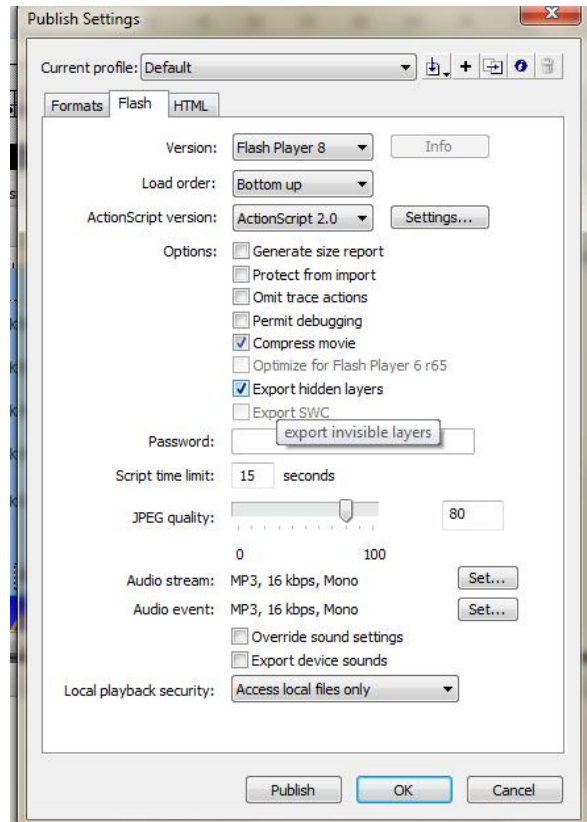 Publish Settings
Current profile: Default
Formats Flash HTML
Version: Flash Player 8 Info
Load order: Bottom up
ActionScript version: ActionScript 2.0 Settings...
Options: Generate size report
Protect from import
Omit trace actions
Permit debugging
Compress movie
Optimize for Flash Player 6 r65
Export hidden layers
Export SWC
export invisible layers
Password:
Script time limit: 15 seconds
JPEG quality: 80
0 100
Audio stream: MP3, 16 kbps, Mono Set...
Audio event: MP3, 16 kbps, Mono Set...
Override sound settings
Export device sounds
Local playback security: Access local files only
Publish OK Cancel